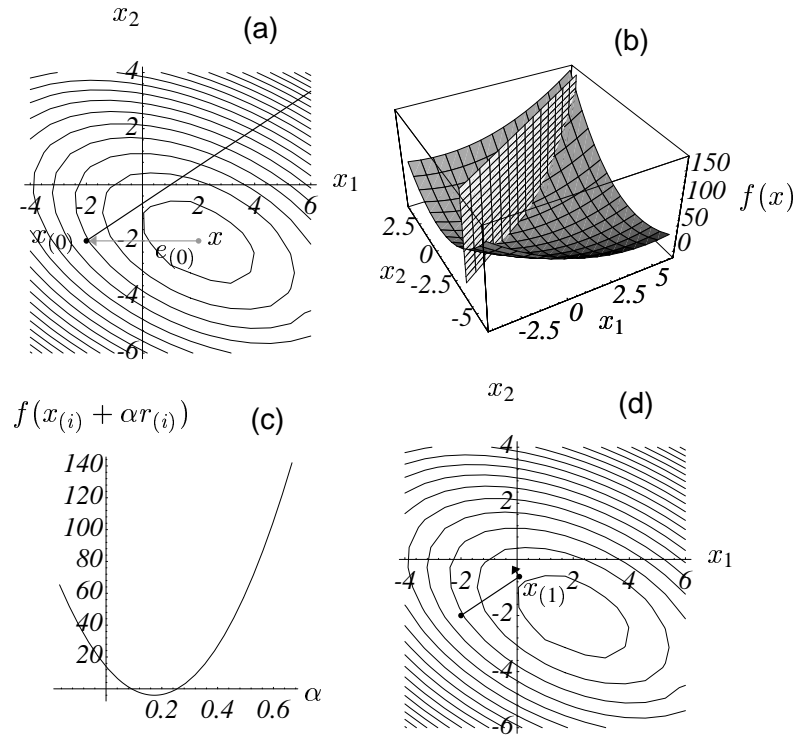 x2 (a)
4
2
-4 -2 2 4 6 x1
x(0) -2 e(0) x
-4
-6
(b)
150
100
50
0
f(x)
2.5
0
-2.5
-5
x2
-2.5 0 2.5 5
x1
f(x(i) + αr(i)) (c)
140
120
100
80
60
40
20
0.2 0.4 0.6 α
x2 (d)
4
2
-4 -2 2 4 6 x1
x(1)
-2
-4
-6